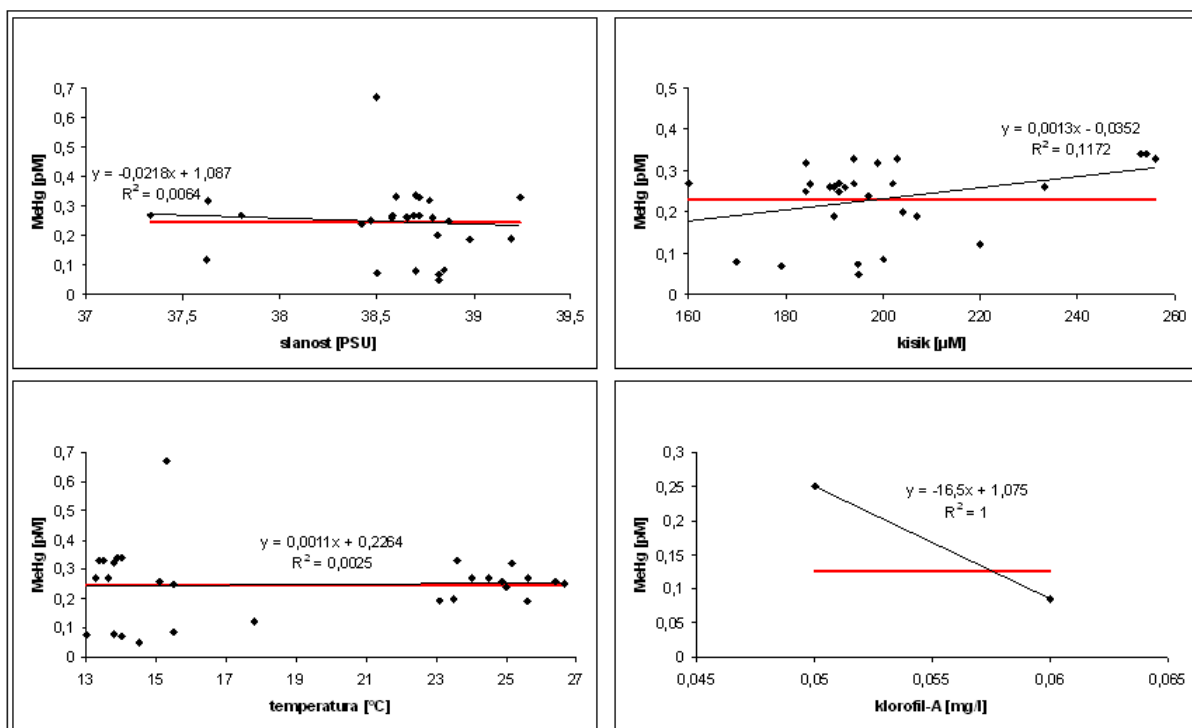 0,7
0,6
0,5
0,4
0,3
0,2
0,1
0
MeHg [pM]
y = -0,0218x + 1,087
R² = 0,0064
37 37,5 38 38,5 39 39,5
slanost [PSU]
0,5
0,4
0,3
0,2
0,1
0
MeHg [pM]
y = 0,0013x - 0,0352
R² = 0,1172
160 180 200 220 240 260
kisik [µM]
0,7
0,6
0,5
0,4
0,3
0,2
0,1
0
MeHg [pM]
y = 0,0011x + 0,2264
R² = 0,0025
13 15 17 19 21 23 25 27
temperatura [°C]
0,3
0,25
0,2
0,15
0,1
0,05
0
MeHg [pM]
y = -16,5x + 1,075
R² = 1
0,045 0,05 0,055 0,06 0,065
klorofil-A [mg/l]